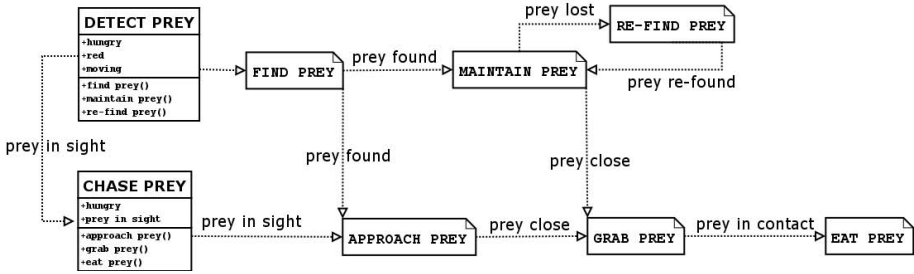 DETECT PREY
+hungry
+red
+moving
+find prey()
+maintain prey()
+re-find prey()
FIND PREY
prey found
MAINTAIN PREY
prey lost
RE-FIND PREY
prey re-found
prey in sight
prey found
prey close
CHASE PREY
+hungry
+prey in sight
+approach prey()
+grab prey()
+eat prey()
prey in sight
APPROACH PREY
prey close
GRAB PREY
prey in contact
EAT PREY